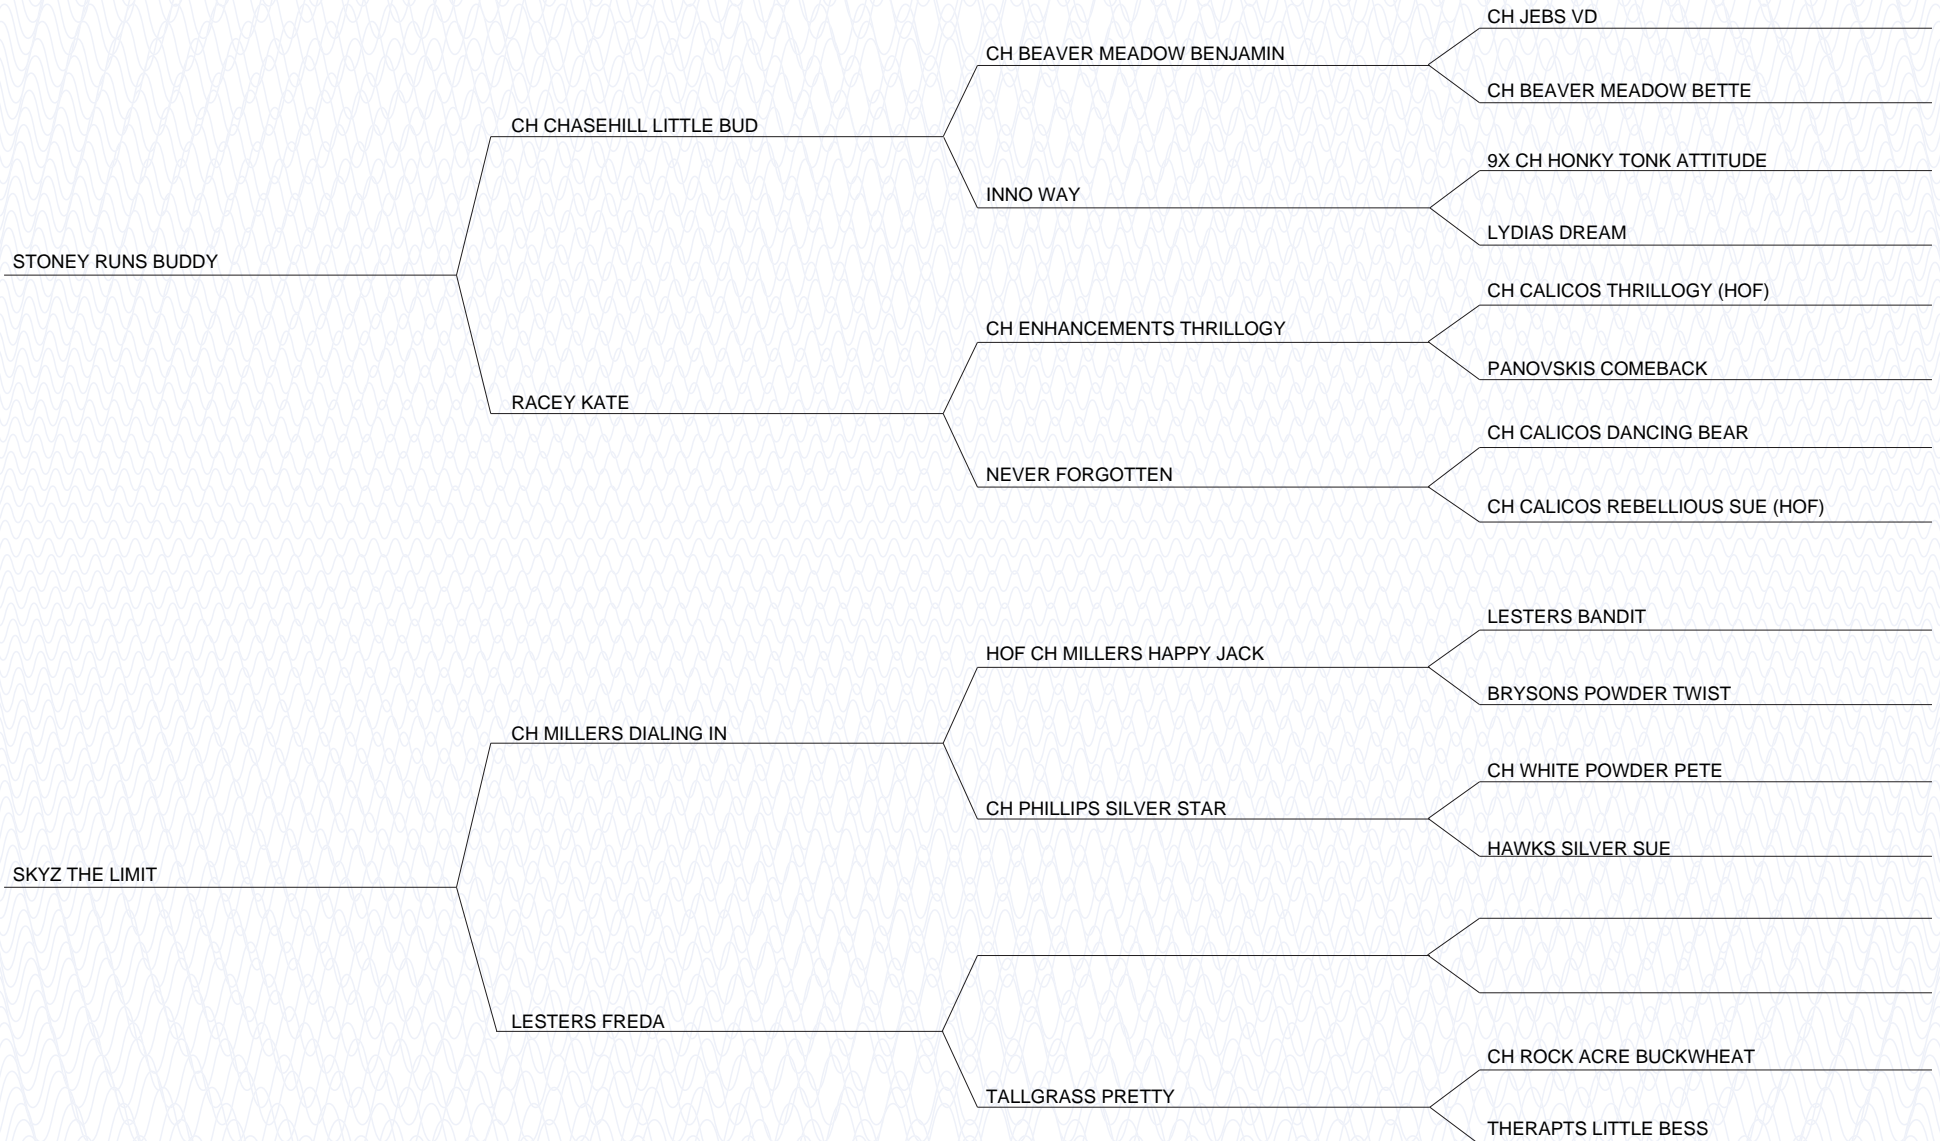 CH JEBS VD
CH BEAVER MEADOW BENJAMIN
CH BEAVER MEADOW BETTE
CH CHASEHILL LITTLE BUD
9X CH HONKY TONK ATTITUDE
INNO WAY
LYDIAS DREAM
STONEY RUNS BUDDY
CH CALICOS THRILLOGY (HOF)
CH ENHANCEMENTS THRILLOGY
PANOVSKIS COMEBACK
RACEY KATE
CH CALICOS DANCING BEAR
NEVER FORGOTTEN
CH CALICOS REBELLIOUS SUE (HOF)
LESTERS BANDIT
HOF CH MILLERS HAPPY JACK
BRYSONS POWDER TWIST
CH MILLERS DIALING IN
CH WHITE POWDER PETE
CH PHILLIPS SILVER STAR
HAWKS SILVER SUE
SKYZ THE LIMIT
LESTERS FREDA
CH ROCK ACRE BUCKWHEAT
TALLGRASS PRETTY
THERAPTS LITTLE BESS